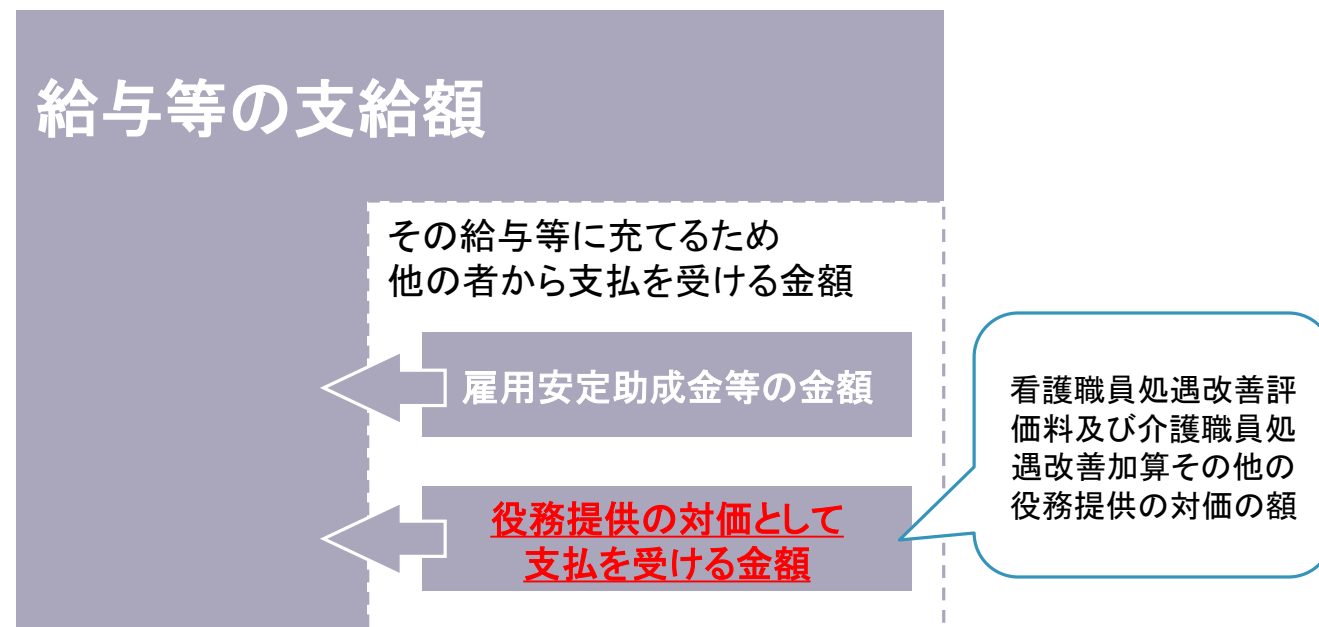 給与等の支給額
その給与等に充てるため
他の者から支払を受ける金額
雇用安定助成金等の金額
役務提供の対価として
支払を受ける金額
看護職員処遇改善評
価料及び介護職員処
遇改善加算その他の
役務提供の対価の額